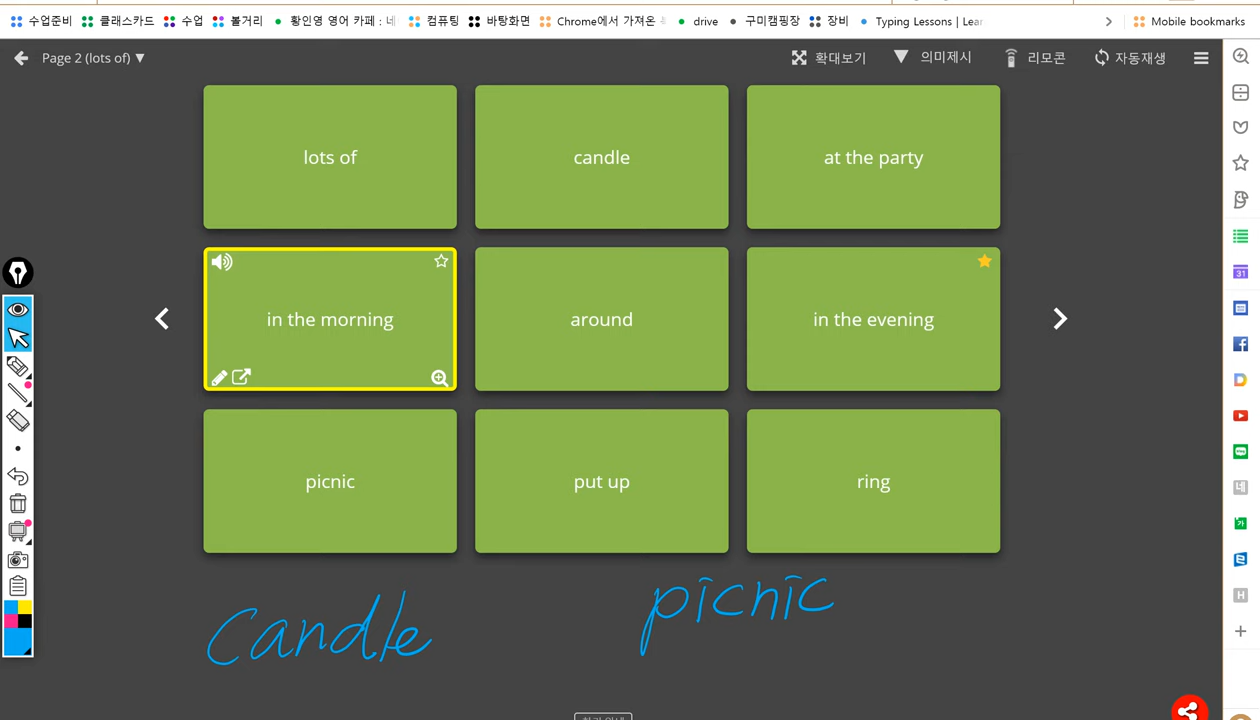 수업준비 클래스카드 수업 볼거리 황인영 영어 카페 : 네 컴퓨팅 바탕화면 Chrome에서 가져온 drive 구미캠핑장 장비 Typing Lessons | Lear Mobile bookmarks
Page 2 (lots of) 확대보기 의미제시 리모콘 자동재생
lots of candle at the party
in the morning around in the evening
picnic put up ring
candle picnic